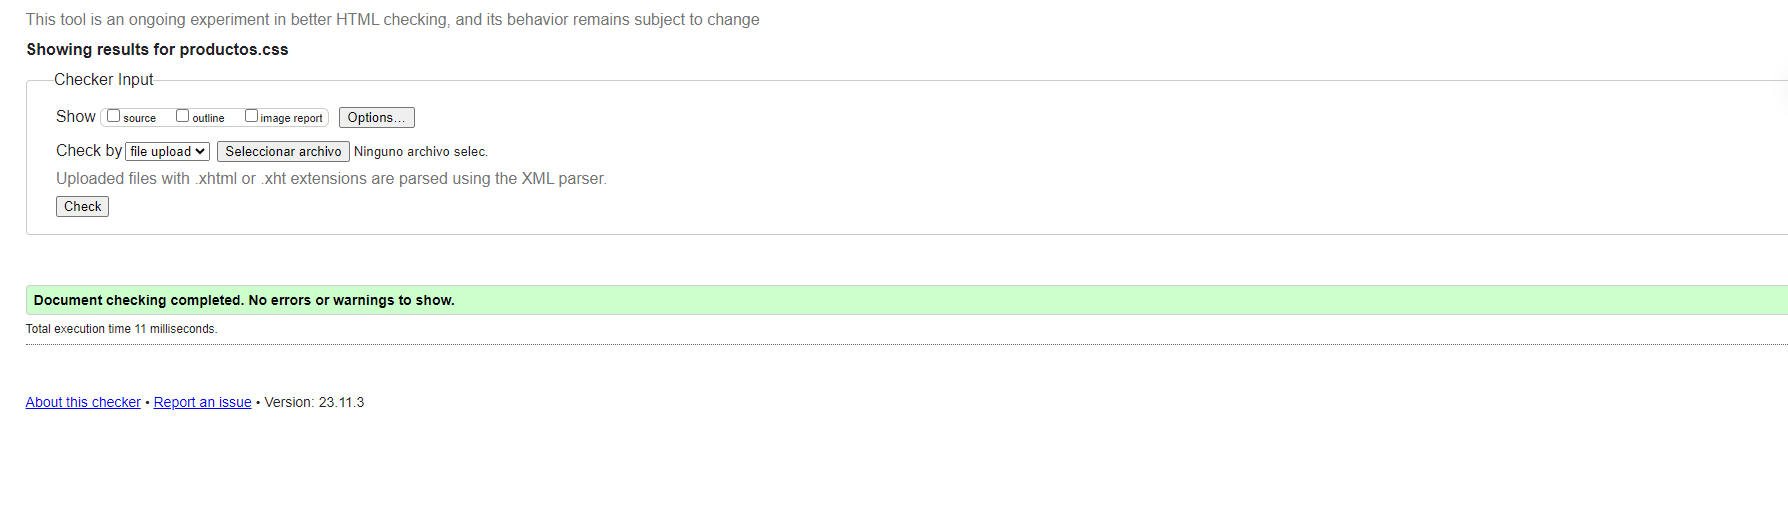 This tool is an ongoing experiment in better HTML checking, and its behavior remains subject to change
Showing results for productos.css
Checker Input
Show source outline image report Options...
Check by file upload Seleccionar archivo Ninguno archivo selec.
Uploaded files with .xhtml or .xht extensions are parsed using the XML parser.
Check
Document checking completed. No errors or warnings to show.
Total execution time 11 milliseconds.
About this checker • Report an issue • Version: 23.11.3